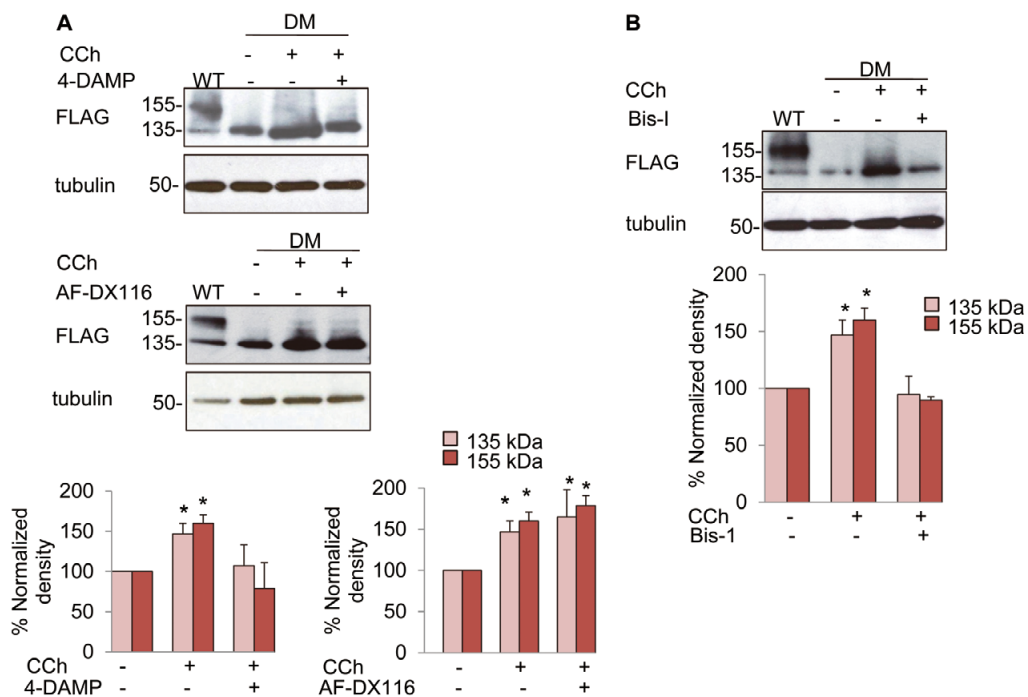 A
DM
CCh - + +
4-DAMP WT - - +
FLAG 155-
135-
tubulin 50-
DM
CCh - + +
AF-DX116 WT - - +
FLAG 155-
135-
tubulin 50-
135 kDa
155 kDa
% Normalized density
200
150
100
50
0
* *
CCh - + +
4-DAMP - - +
% Normalized density
200
150
100
50
0
* * * *
CCh - + +
AF-DX116 - - +
B
DM
CCh - + +
Bis-I WT - - +
FLAG 155-
135-
tubulin 50-
% Normalized density
200
150
100
50
0
* *
135 kDa
155 kDa
CCh - + +
Bis-1 - - +